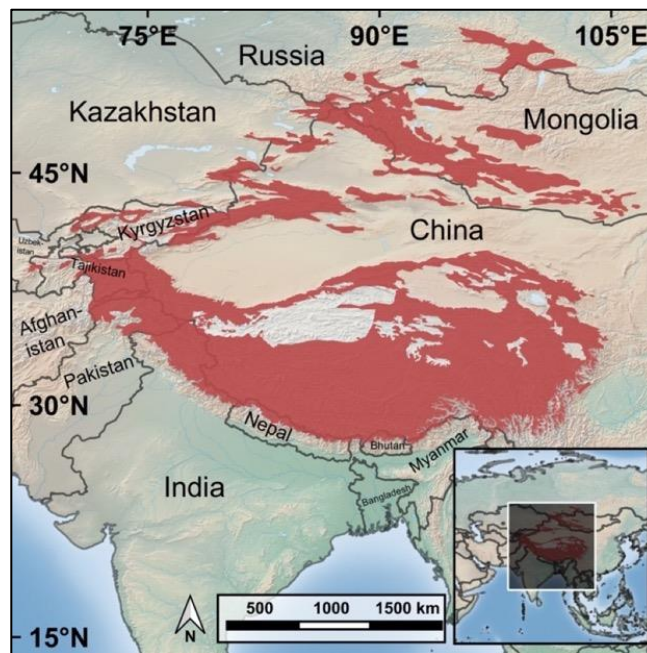 75°E
90°E
105°E
Russia
Kazakhstan
Mongolia
45°N
Kyrgyzstan
Uzbek-
istan
China
Tajikistan
Afghan-
istan
Pakistan
30°N
Nepal
Bhutan
Myanmar
India
Bangladesh
N
500
1000
1500 km
15°N